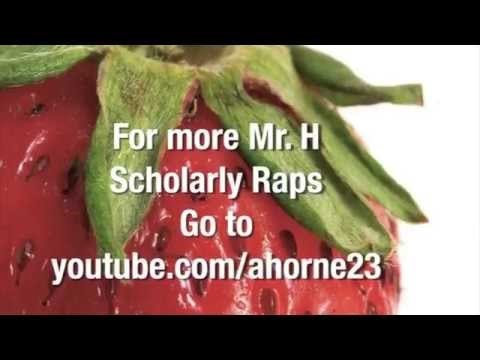 For more Mr. H
Scholarly Raps
Go to
youtube.com/ahorne23